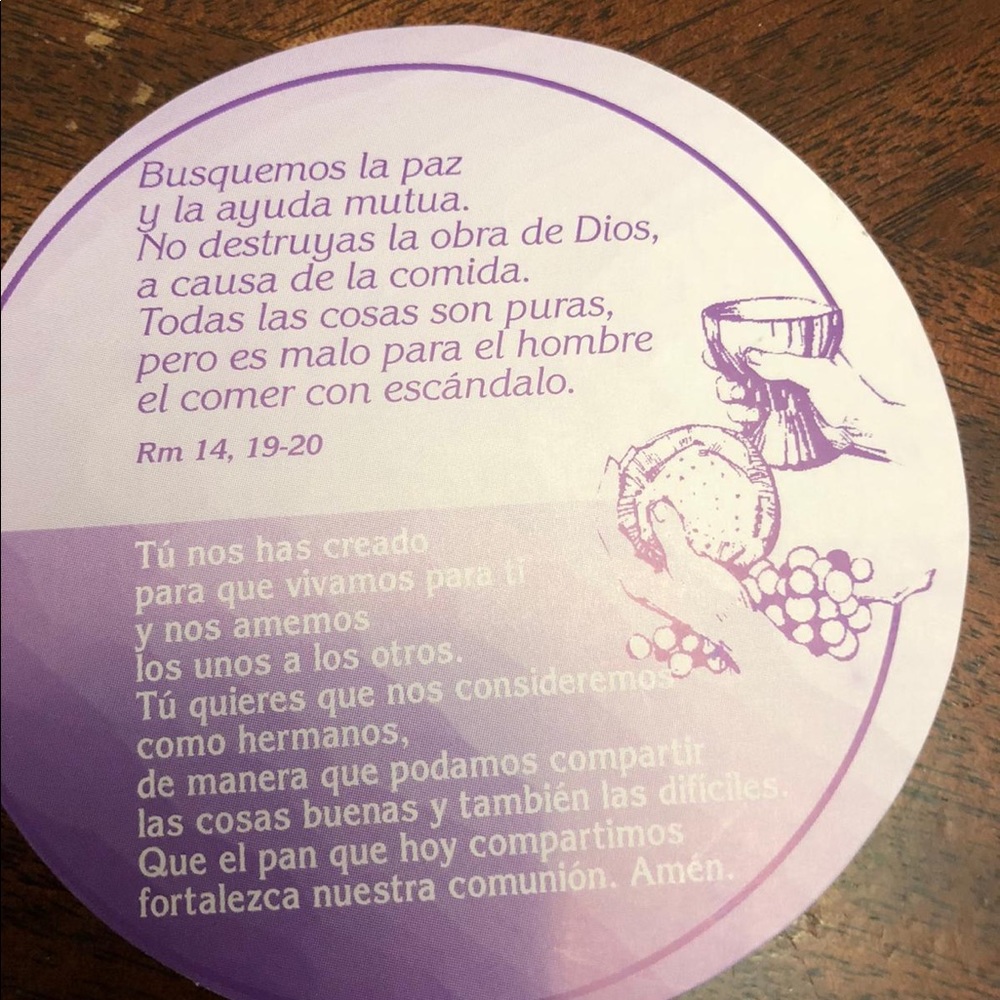 Busquemos la paz
y la ayuda mutua.
No destruyas la obra de Dios,
a causa de la comida.
Todas las cosas son puras,
pero es malo para el hombre
el comer con escándalo.
Rm 14, 19-20
Tú nos has creado
para que vivamos para ti
y nos amemos
los unos a los otros.
Tú quieres que nos consideremos
como hermanos,
de manera que podamos compartir
las cosas buenas y también las difíciles.
Que el pan que hoy compartimos
fortalezca nuestra comunión. Amén.